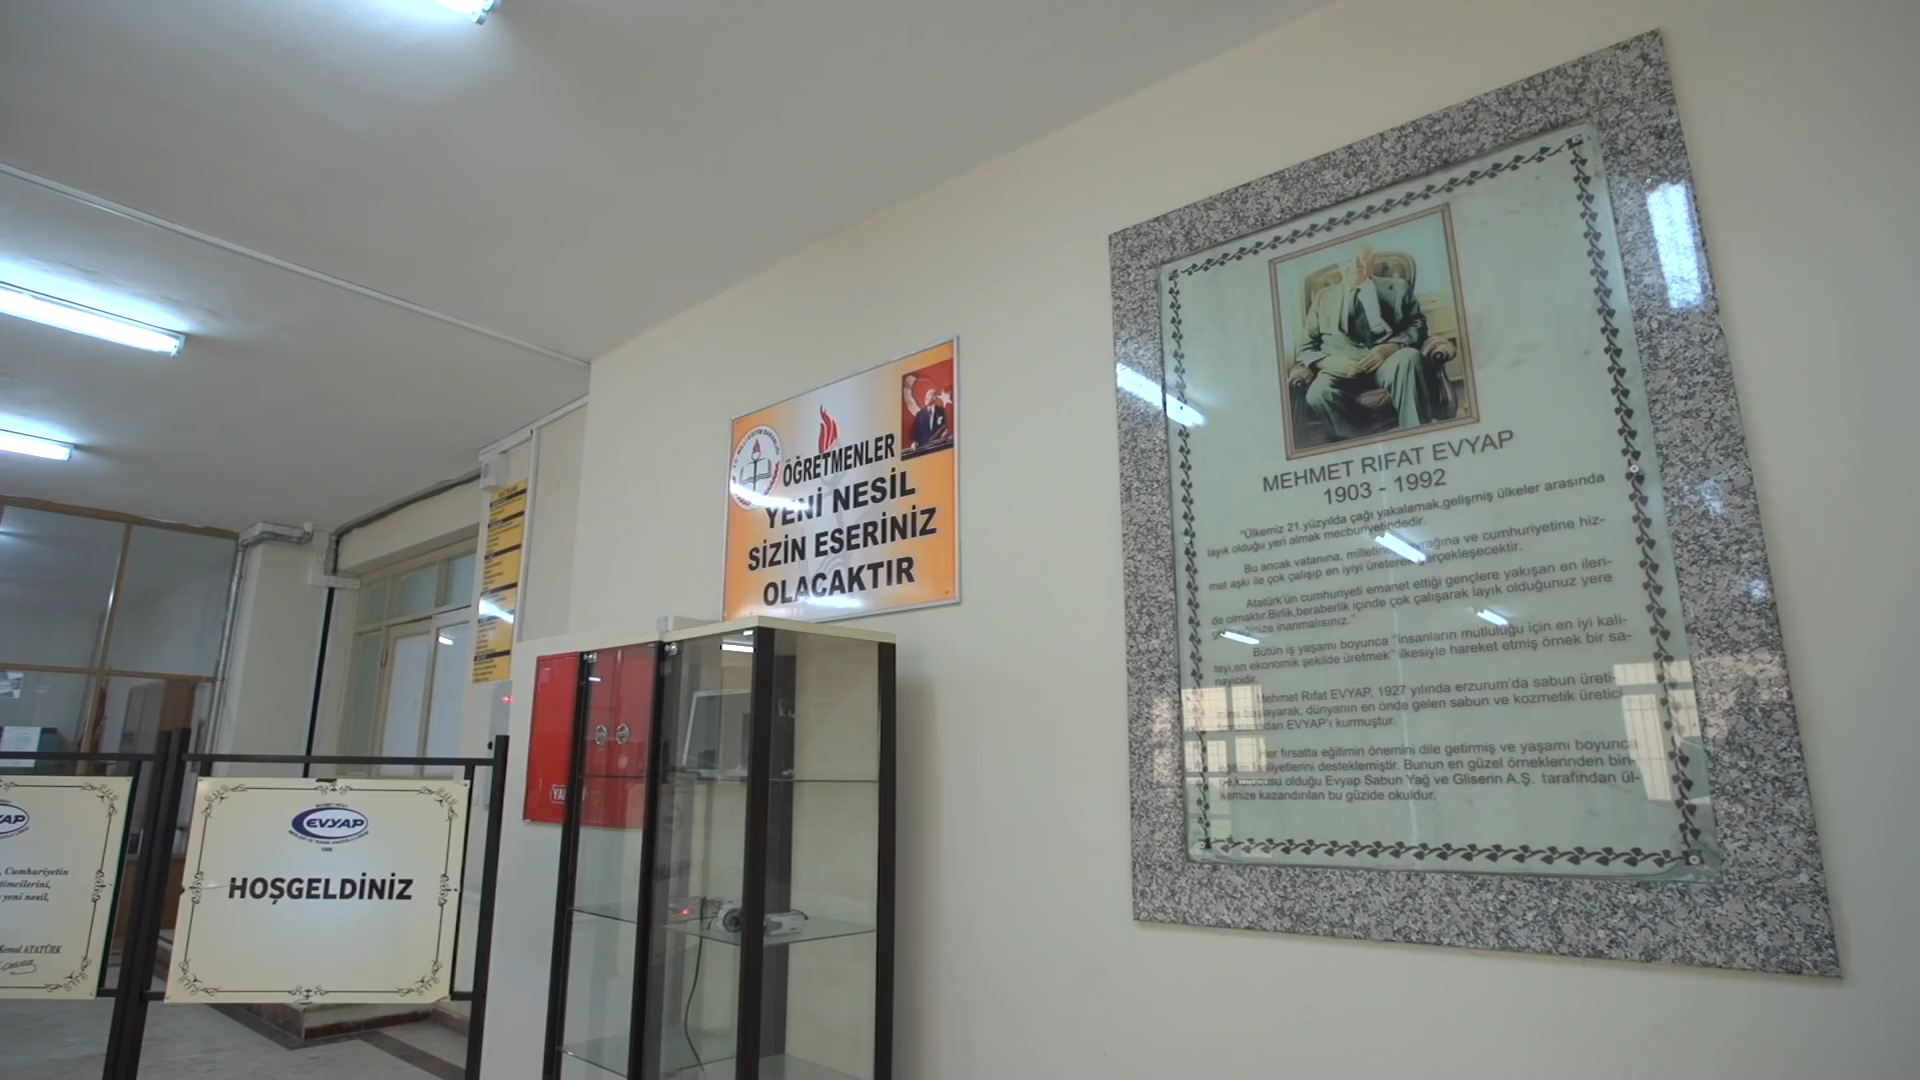 MEHMET RIFAT EVYAP
1903 - 1992
"Ülkemiz 21.yüzyılda çağı yakalamak,gelişmiş ülkeler arasında
layık olduğu yeri almak mecburiyetindedir.
Bu ancak vatanına, ve cumhuriyetine hiz-
met aşkı ile çok çalışıp en iyiyi üreterek gerçekleşecektir.
Atatürk'ün cumhuriyeti emanet ettiği gençlere yakışan en ileri-
de olmaktır.Birlik,beraberlik içinde çok çalışarak layık olduğunuz yere
inanmalısınız."
Bütün iş yaşamı boyunca "insanların mutluluğu için en iyi kali-
teyi,en ekonomik şekilde üretmek" ilkesiyle hareket etmiş örnek bir sa-
nayicidir.
Mehmet Rıfat EVYAP, 1927 yılında erzurum'da sabun üreti-
dünyanın en önde gelen sabun ve kozmetik üretici
EVYAP'ı kurmuştur.
Her fırsatta eğitimin önemini dile getirmiş ve yaşamı boyunca
desteklemiştir. Bunun en güzel örneklerinden biri-
kurucusu olduğu Evyap Sabun Yağ ve Gliserin A.Ş. tarafından ül-
kemize kazandırılan bu güzide okuldur.
ÖĞRETMENLER
YENİ NESİL
SİZİN ESERİNİZ
OLACAKTIR
EVYAP
HOŞGELDİNİZ
Cumhuriyetin
yeni nesil,
Kemal ATATÜRK